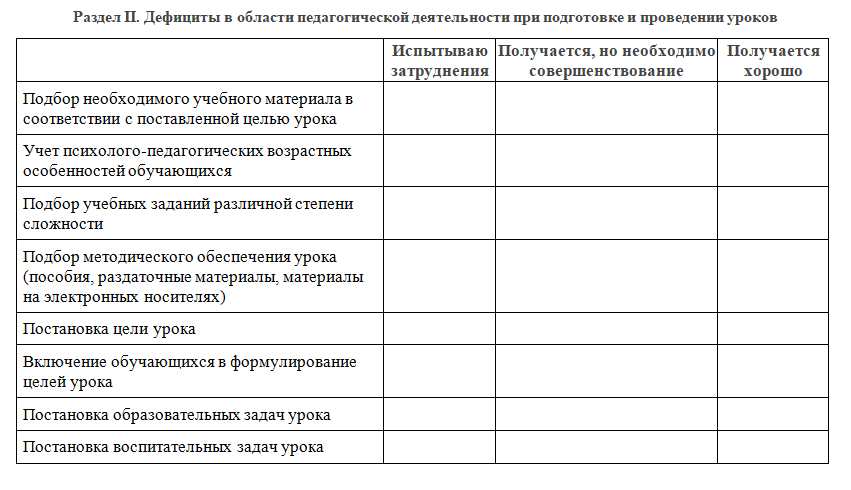 Раздел II. Дефициты в области педагогической деятельности при подготовке и проведении уроков
Испытываю затруднения
Получается, но необходимо совершенствование
Получается хорошо
Подбор необходимого учебного материала в
соответствии с поставленной целью урока
Учет психолого-педагогических возрастных
особенностей обучающихся
Подбор учебных заданий различной степени
сложности
Подбор методического обеспечения урока
(пособия, раздаточные материалы, материалы
на электронных носителях)
Постановка цели урока
Включение обучающихся в формулирование
целей урока
Постановка образовательных задач урока
Постановка воспитательных задач урока